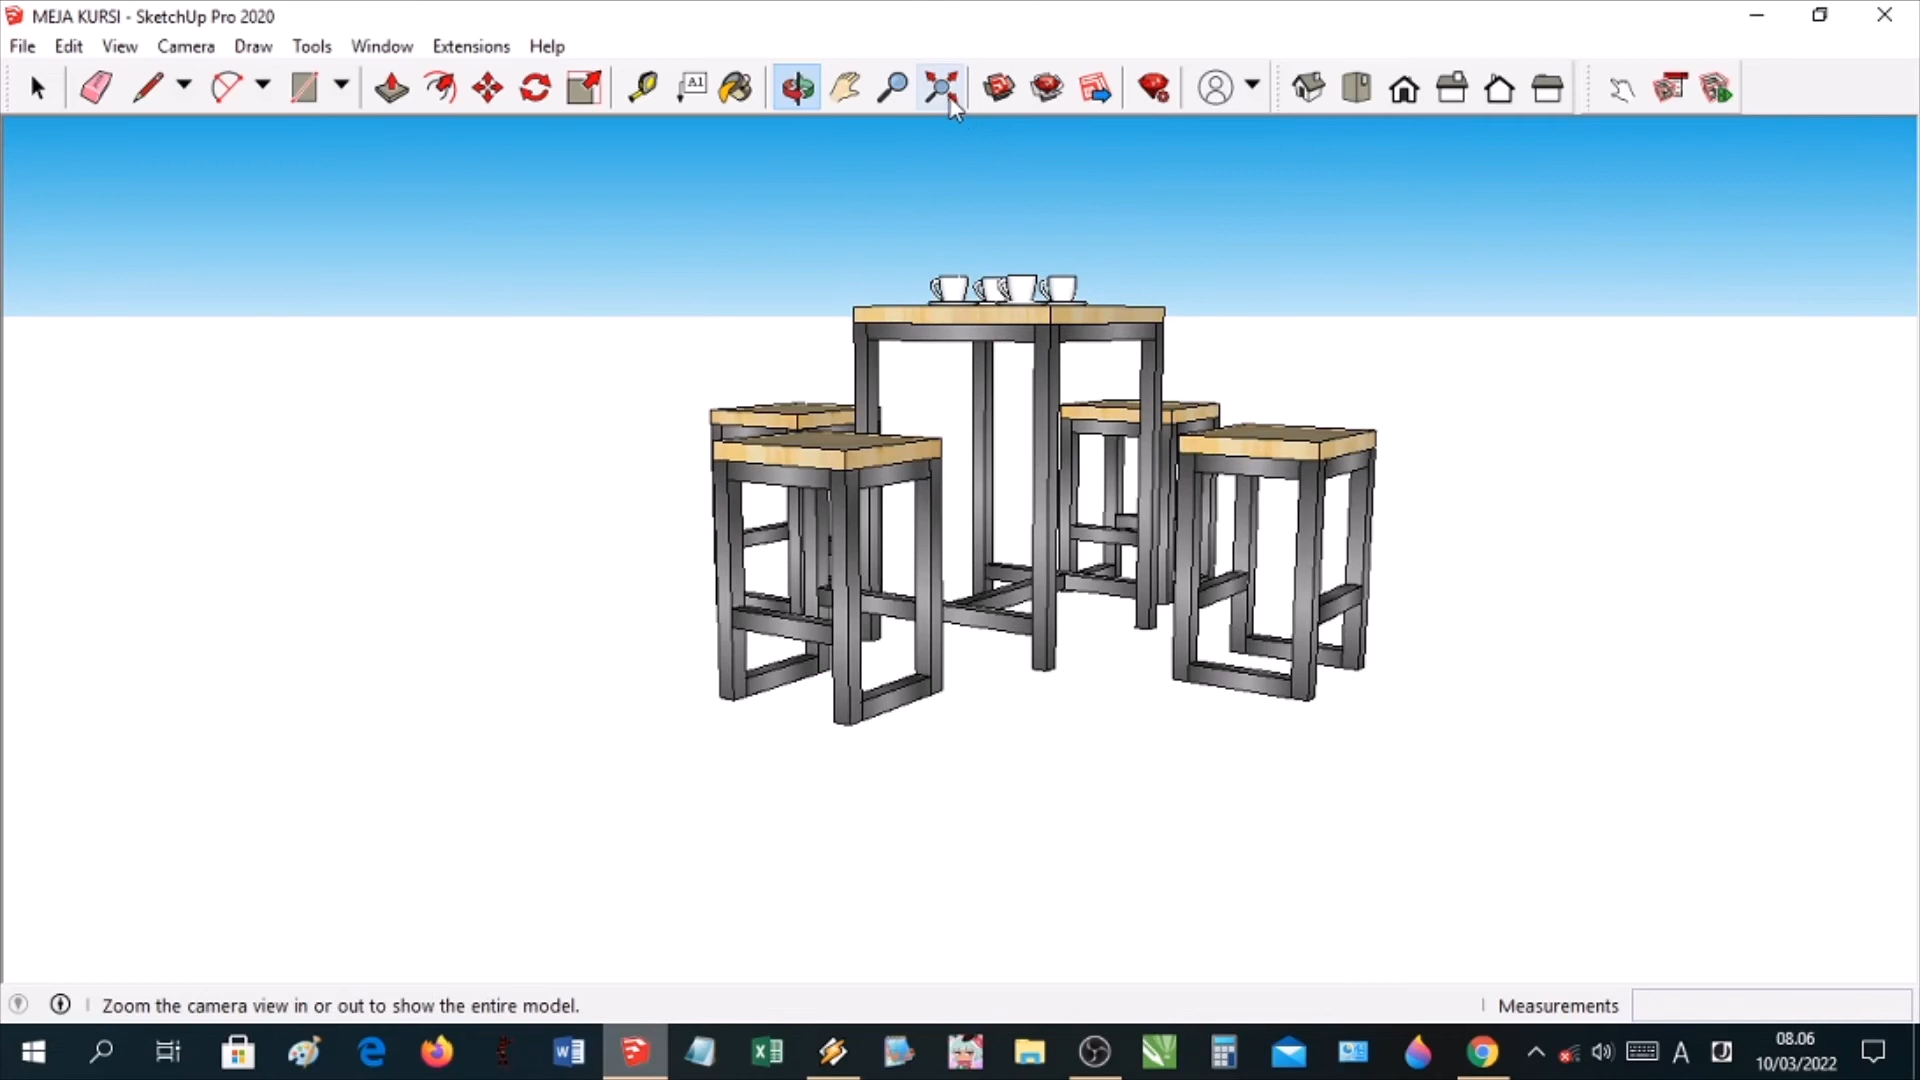 MEJA KURSI - SketchUp Pro 2020
File Edit View Camera Draw Tools Window Extensions Help
A1
Zoom the camera view in or out to show the entire model.
Measurements
A
08.06
10/03/2022